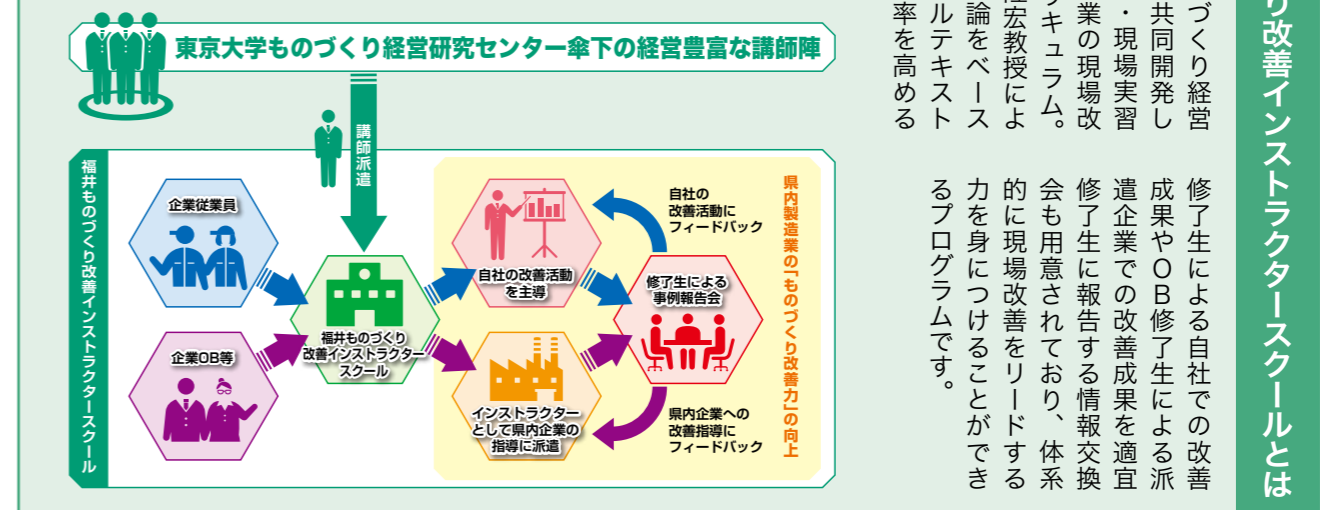 り改善インストラクタースクールとは
づくり経営
共同開発し
・現場実習
業の現場改
リキュラム。
宏教授によ
論をベース
ルテキスト
率を高める
修了生による自社での改善
成果やOB修了生による派
遣企業での改善成果を適宜
修了生に報告する情報交換
会も用意されており、体系
的に現場改善をリードする
力を身につけることができ
るプログラムです。
東京大学ものづくり経営研究センター傘下の経営豊富な講師陣
講師派遣
福井ものづくり改善インストラクタースクール
企業従業員
企業OB等
福井ものづくり
改善インストラクター
スクール
自社の改善活動
を主導
インストラクター
として県内企業の
指導に派遣
修了生による
事例報告会
自社の
改善活動に
フィードバック
県内企業への
改善指導に
フィードバック
県内製造業の「ものづくり改善力」の向上